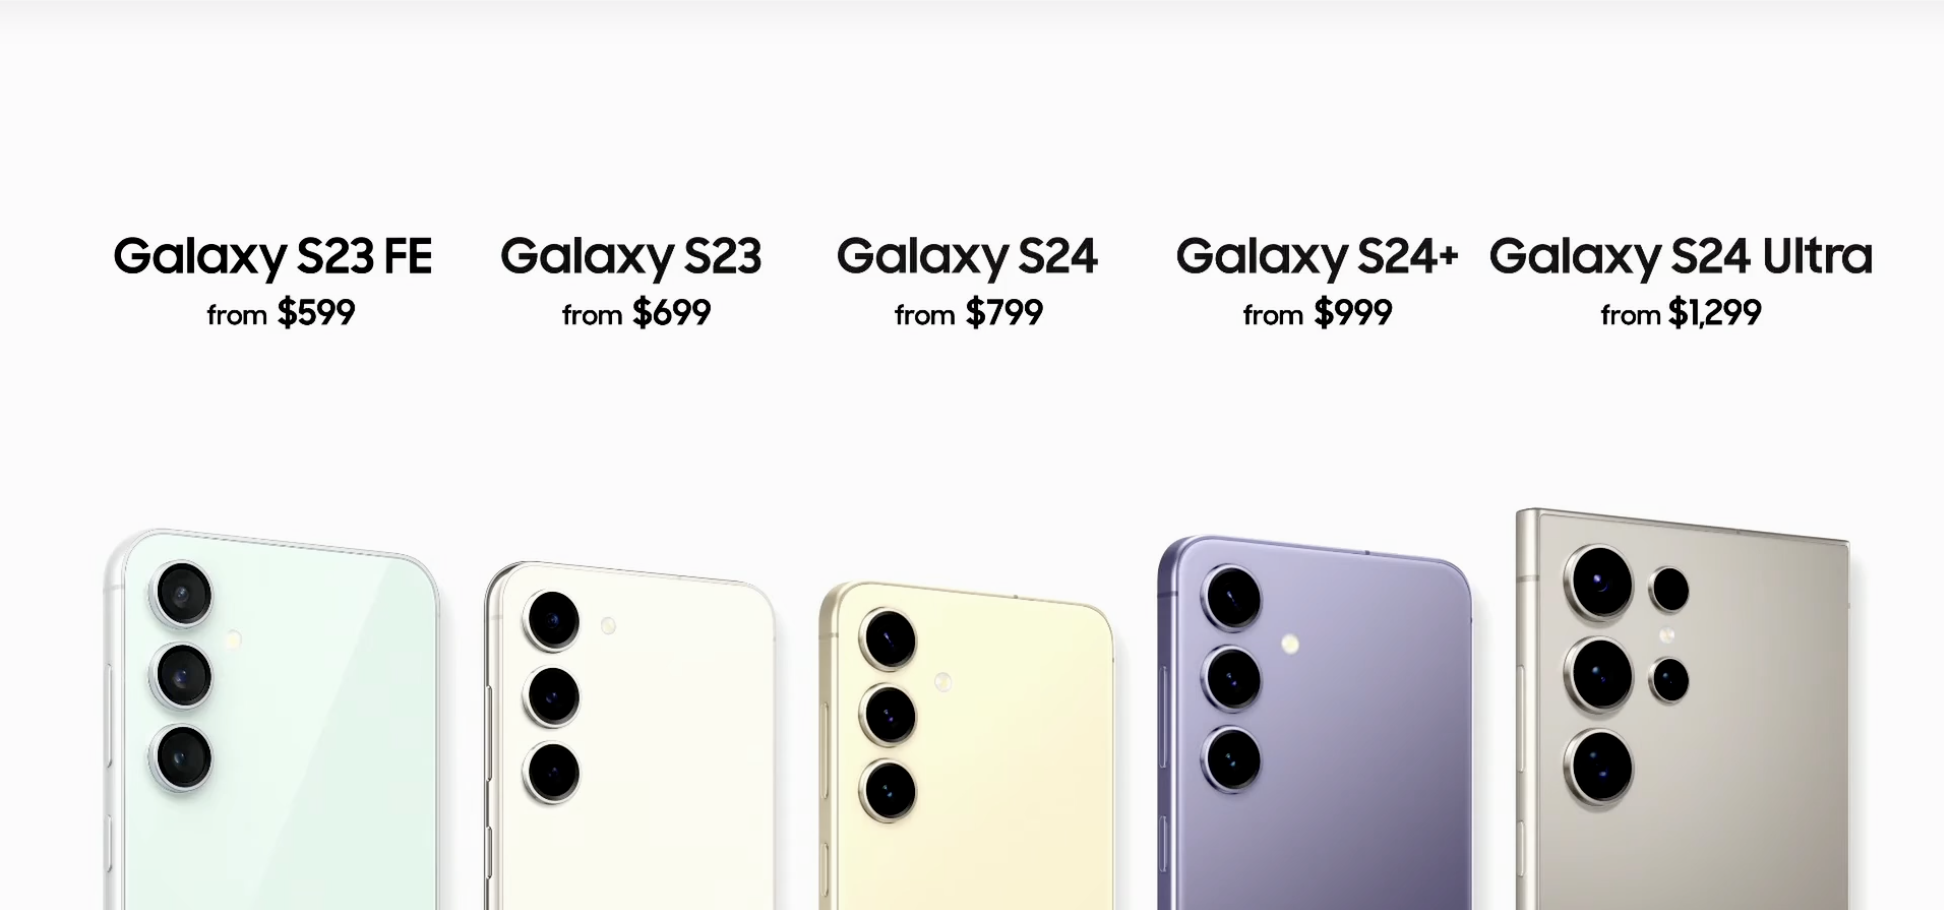 Galaxy S23 FE
from $599
Galaxy S23
from $699
Galaxy S24
from $799
Galaxy S24+
from $999
Galaxy S24 Ultra
from $1,299